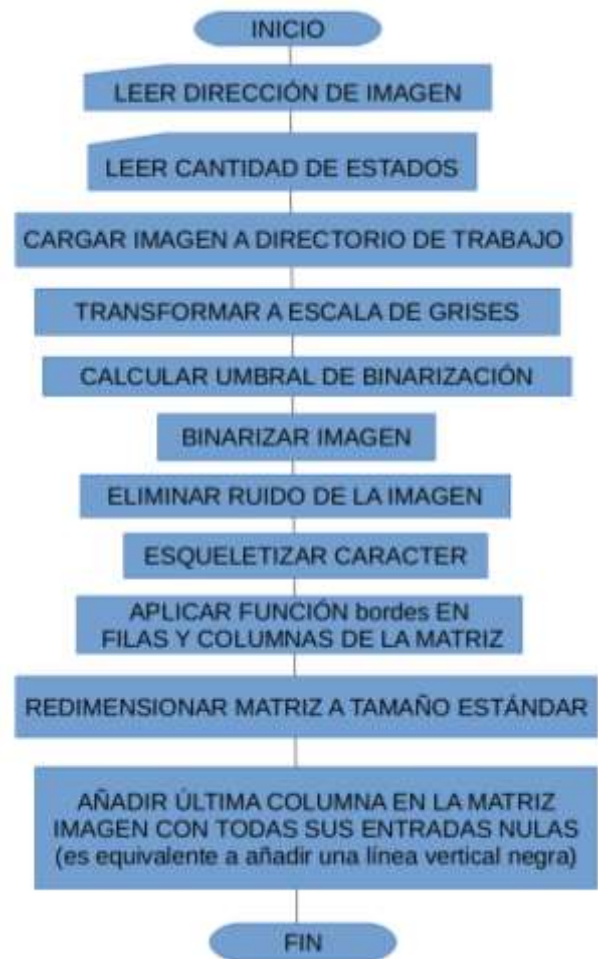 INICIO
LEER DIRECCIÓN DE IMAGEN
LEER CANTIDAD DE ESTADOS
CARGAR IMAGEN A DIRECTORIO DE TRABAJO
TRANSFORMAR A ESCALA DE GRISES
CALCULAR UMBRAL DE BINARIZACIÓN
BINARIZAR IMAGEN
ELIMINAR RUIDO DE LA IMAGEN
ESQUELETIZAR CARACTER
APLICAR FUNCIÓN bordes EN
FILAS Y COLUMNAS DE LA MATRIZ
REDIMENSIONAR MATRIZ A TAMAÑO ESTÁNDAR
AÑADIR ÚLTIMA COLUMNA EN LA MATRIZ
IMAGEN CON TODAS SUS ENTRADAS NULAS
(es equivalente a añadir una línea vertical negra)
FIN